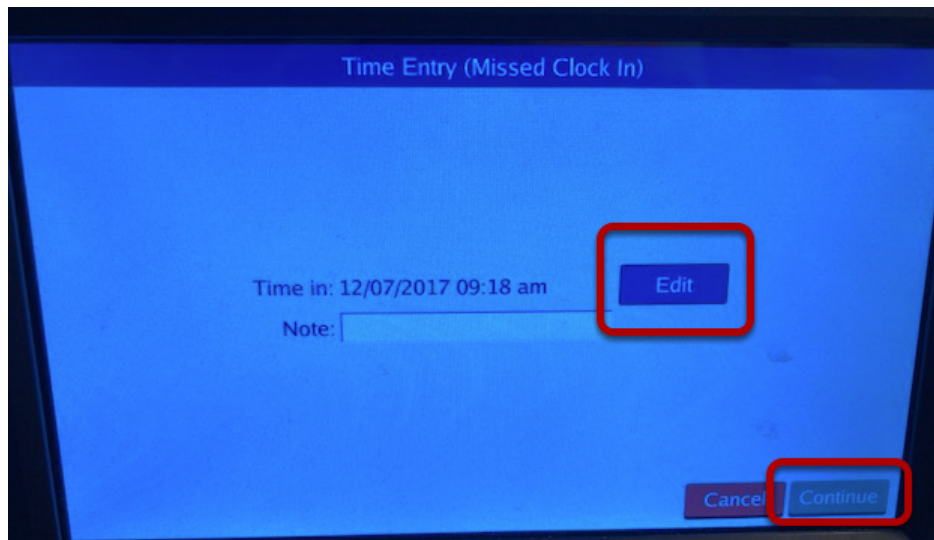 Time Entry (Missed Clock In)
Time in: 12/07/2017 09:18 am
Edit
Note:
Cancel
Continue